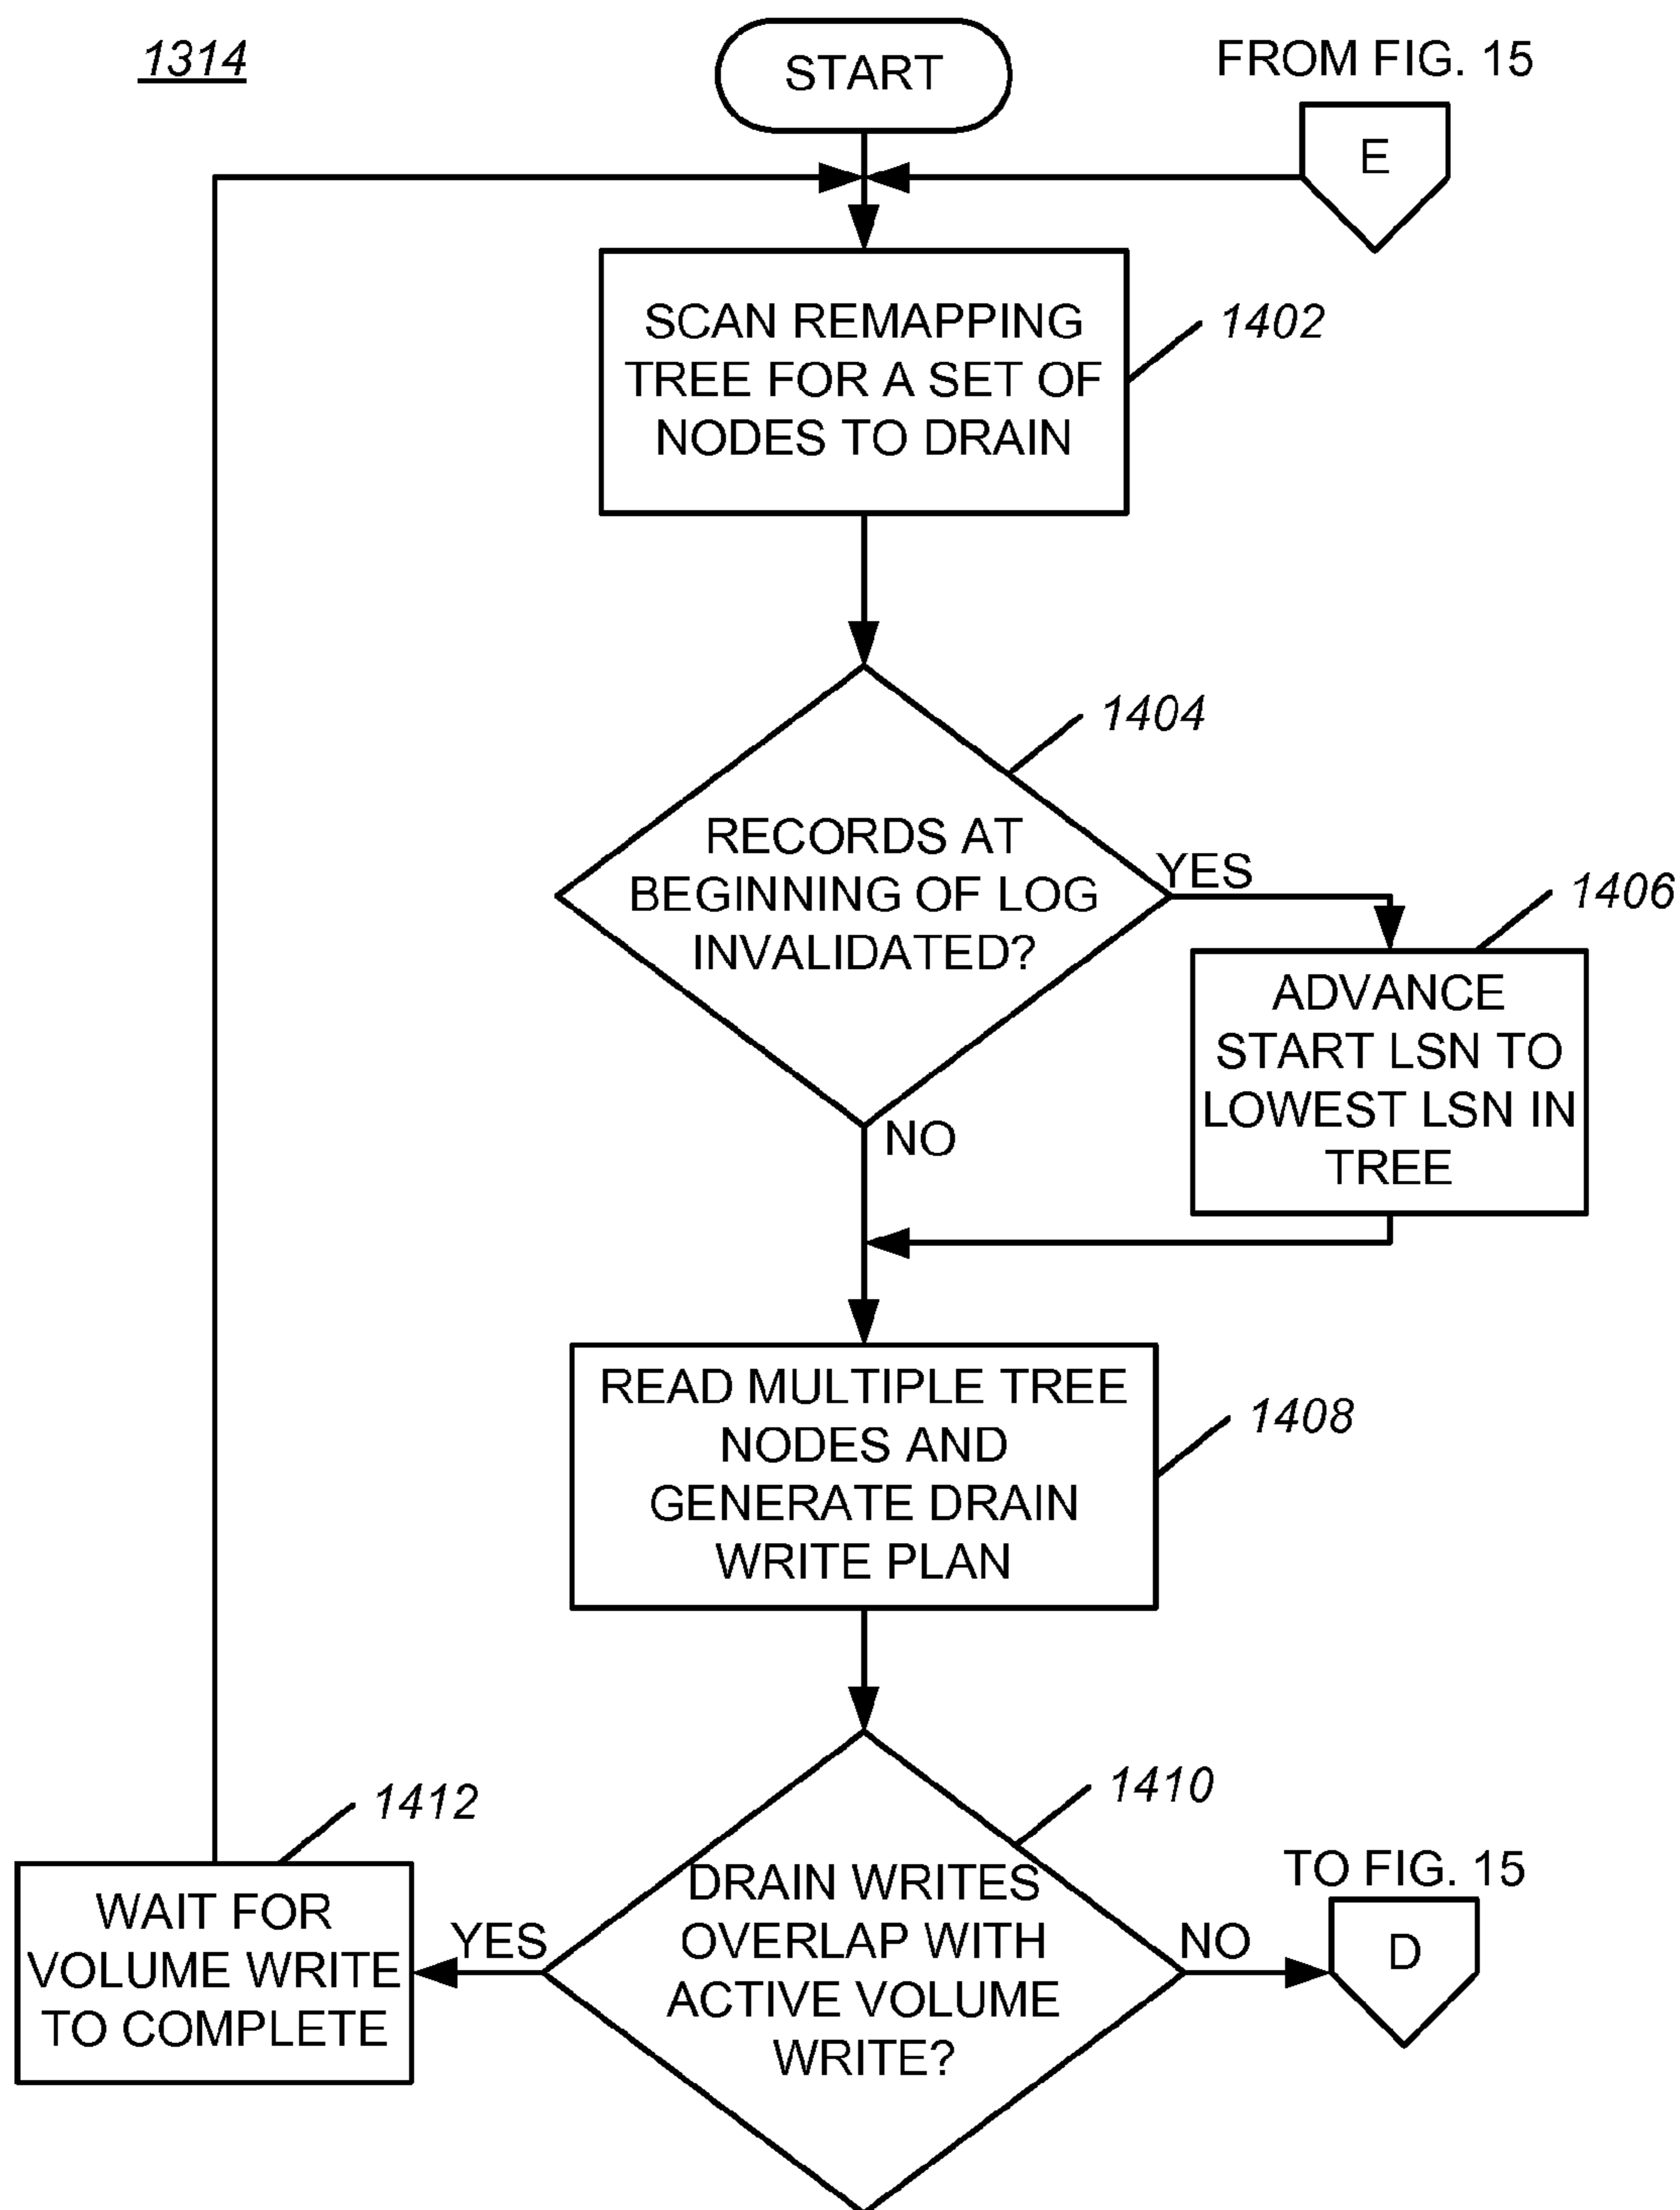 1314
START
FROM FIG. 15
E
SCAN REMAPPING
TREE FOR A SET OF
NODES TO DRAIN
1402
1404
RECORDS AT
BEGINNING OF LOG
INVALIDATED?
YES
1406
ADVANCE
START LSN TO
LOWEST LSN IN
TREE
NO
READ MULTIPLE TREE
NODES AND
GENERATE DRAIN
WRITE PLAN
1408
1410
1412
WAIT FOR
VOLUME WRITE
TO COMPLETE
YES
DRAIN WRITES
OVERLAP WITH
ACTIVE VOLUME
WRITE?
NO
TO FIG. 15
D